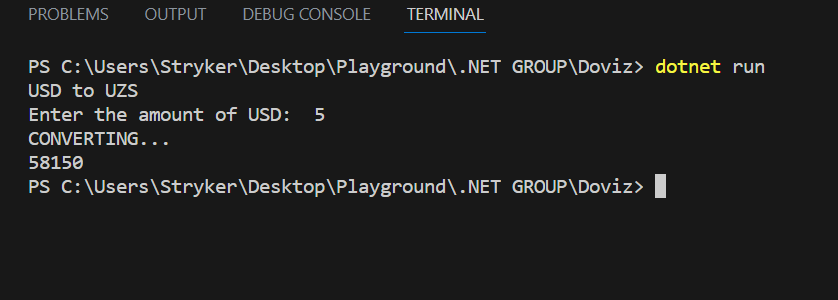 PROBLEMS OUTPUT DEBUG CONSOLE TERMINAL
PS C:\Users\Stryker\Desktop\Playground\.NET GROUP\Doviz> dotnet run
USD to UZS
Enter the amount of USD:  5
CONVERTING...
58150
PS C:\Users\Stryker\Desktop\Playground\.NET GROUP\Doviz>